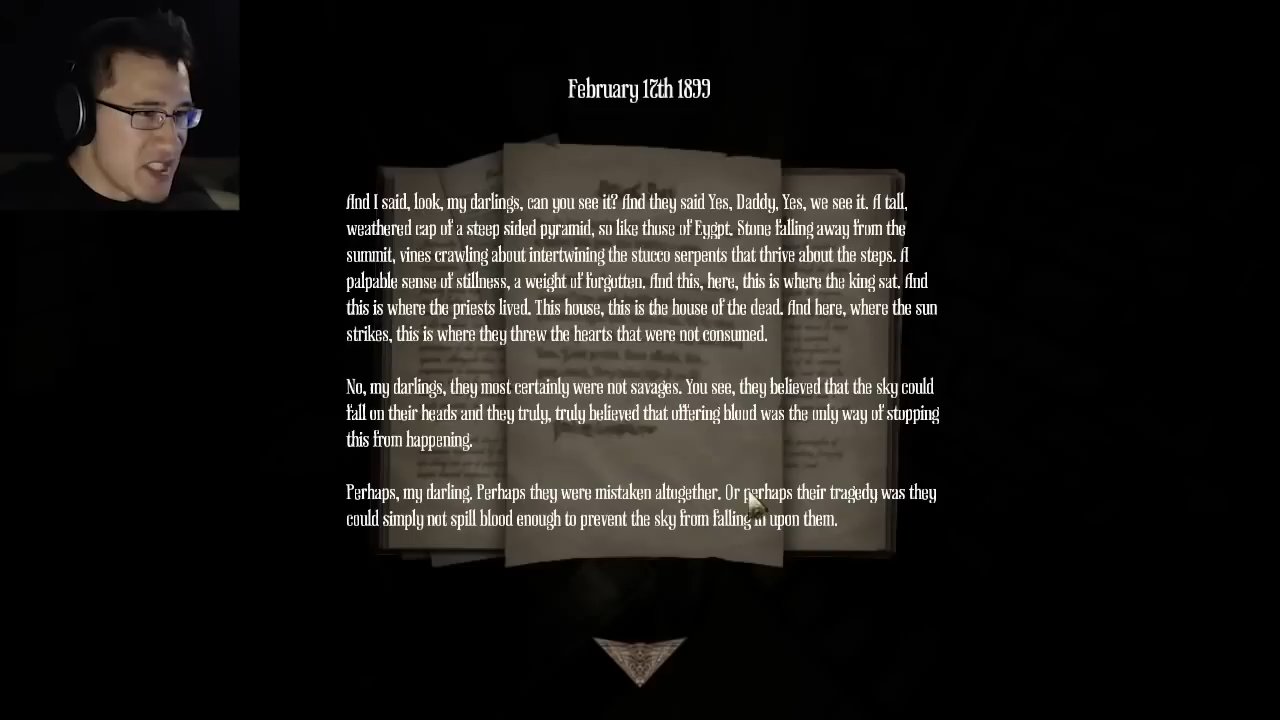 February 17th 1899
And I said, look, my darlings, can you see it? And they said Yes, Daddy, Yes, we see it. A tall,
weathered cap of a steep sided pyramid, so like those of Eygpt. Stone falling away from the
summit, vines crawling about intertwining the stucco serpents that thrive about the steps. A
palpable sense of stillness, a weight of forgotten. And this, here, this is where the king sat. And
this is where the priests lived. This house, this is the house of the dead. And here, where the sun
strikes, this is where they threw the hearts that were not consumed.
No, my darlings, they most certainly were not savages. You see, they believed that the sky could
fall on their heads and they truly, truly believed that offering blood was the only way of stopping
this from happening.
Perhaps, my darling. Perhaps they were mistaken altogether. Or perhaps their tragedy was they
could simply not spill blood enough to prevent the sky from falling in upon them.